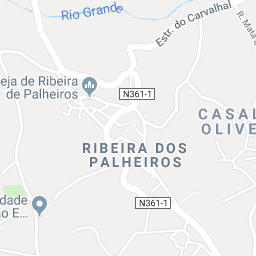 Rio Grande
Estr. do Carvalhal
R. Mata
eja de Ribeira
de Palheiros
N361-1
CASAL
OLIVE
RIBEIRA DOS
PALHEIROS
dade
ão E...
N361-1